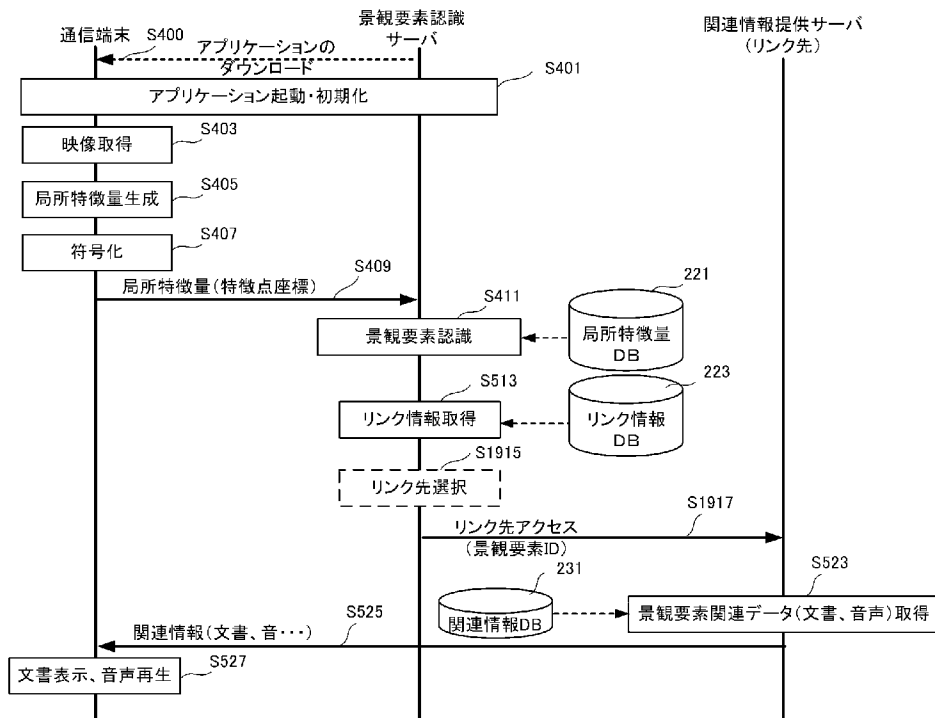 通信端末
景観要素認識
サーバ
関連情報提供サーバ
(リンク先)
S400
アプリケーションの
ダウンロード
S401
アプリケーション起動・初期化
S403
映像取得
S405
局所特徴量生成
S407
符号化
S409
局所特徴量(特徴点座標)
S411
景観要素認識
221
局所特徴量
DB
S513
リンク情報取得
223
リンク情報
DB
S1915
リンク先選択
S1917
リンク先アクセス
(景観要素ID)
S523
景観要素関連データ(文書、音声)取得
231
関連情報DB
S525
関連情報(文書、音・・・)
S527
文書表示、音声再生